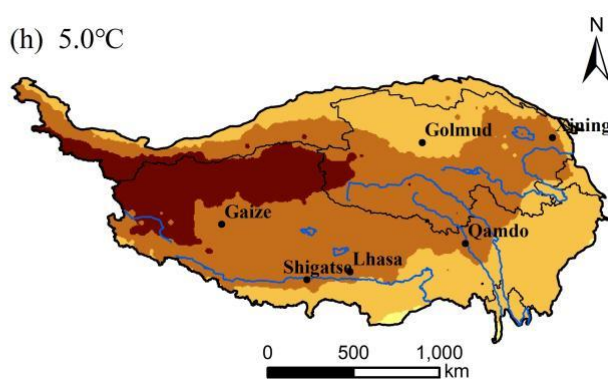 (h) 5.0°C
N
Xining
Golmud
Gaize
Qamdo
Lhasa
Shigatse
0 500 1,000
km